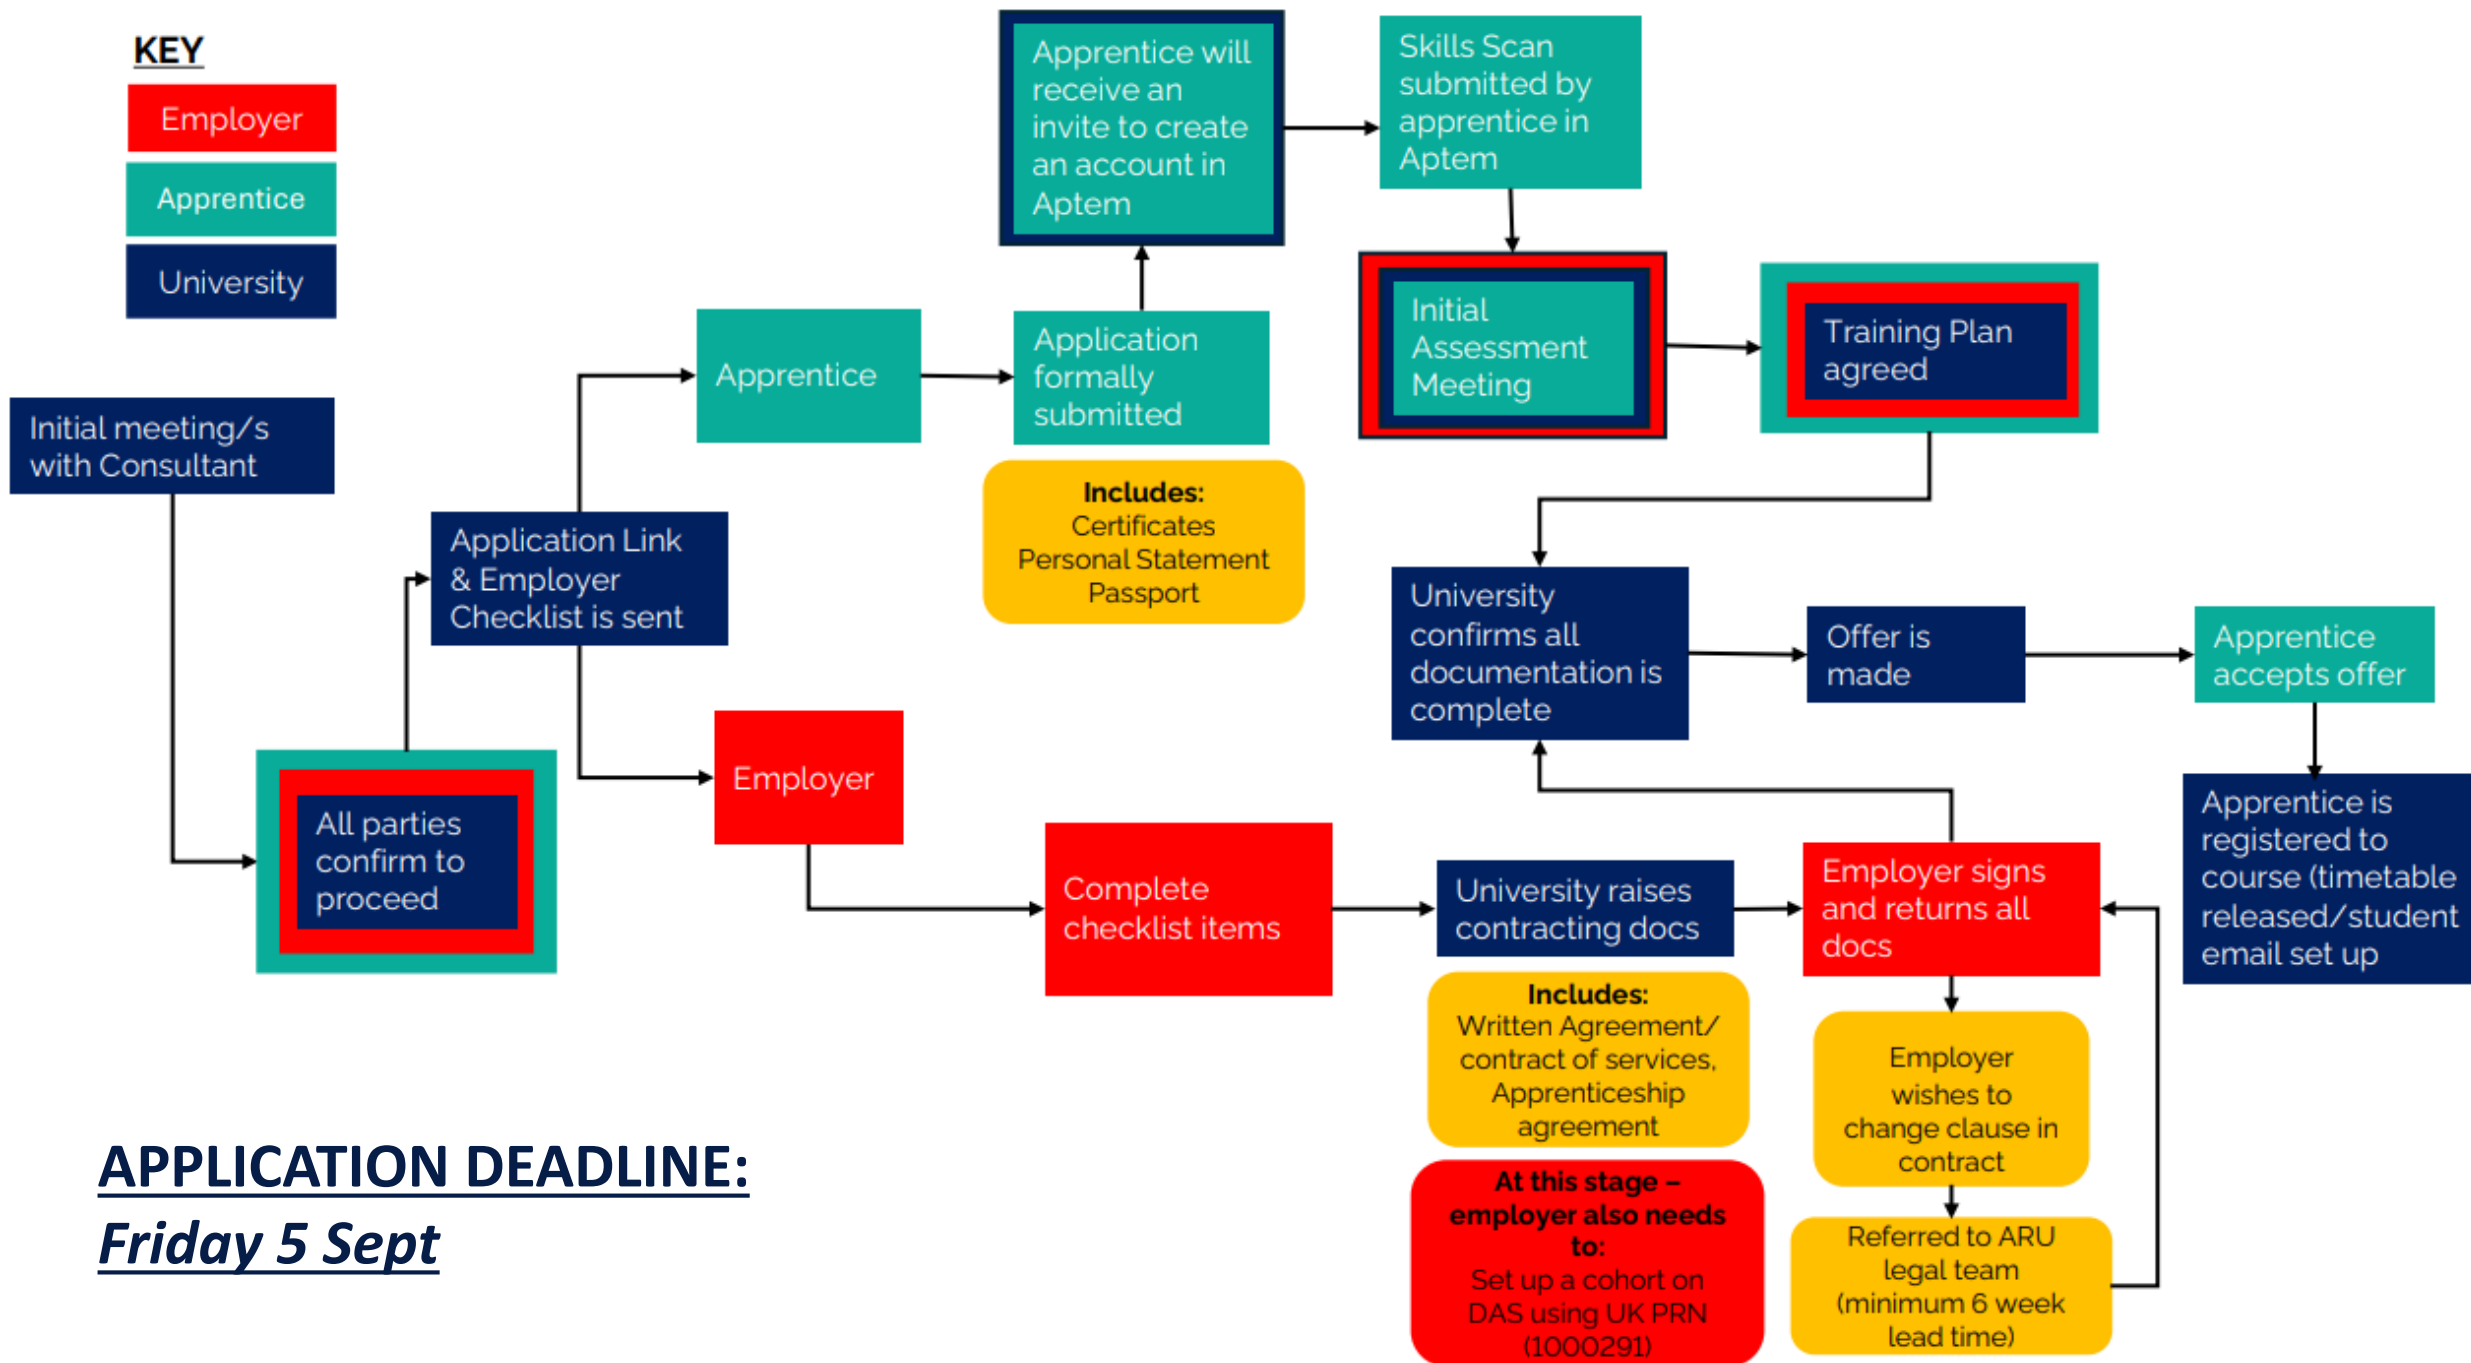 KEY
Employer
Apprentice
University
Initial meeting/s
with Consultant
All parties
confirm to
proceed
Application Link
& Employer
Checklist is sent
Apprentice
Application
formally
submitted
Includes:
Certificates
Personal Statement
Passport
Apprentice will
receive an
invite to create
an account in
Aptem
Skills Scan
submitted by
apprentice in
Aptem
Initial
Assessment
Meeting
Training Plan
agreed
University
confirms all
documentation is
complete
Offer is
made
Apprentice
accepts offer
Apprentice is
registered to
course (timetable
released/student
email set up
Employer
Complete
checklist items
University raises
contracting docs
Includes:
Written Agreement/
contract of services,
Apprenticeship
agreement
At this stage –
employer also needs
to:
Set up a cohort on
DAS using UK PRN
(1000291)
Employer signs
and returns all
docs
Employer
wishes to
change clause in
contract
Referred to ARU
legal team
(minimum 6 week
lead time)
APPLICATION DEADLINE:
Friday 5 Sept